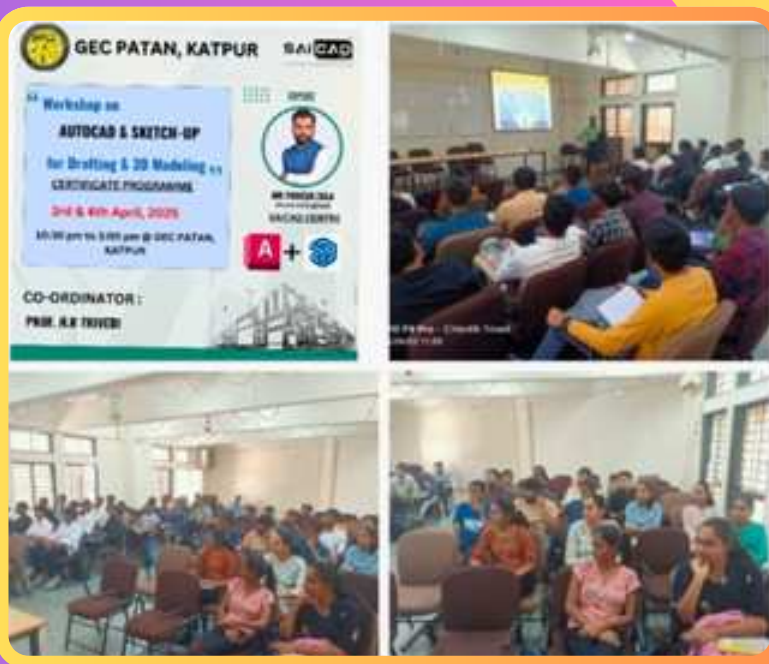 GEC PATAN, KATPUR
SAiCAD
“ Workshop on
AUTOCAD & SKETCH-UP
for Drafting & 3D Modeling ”
CERTIFICATE PROGRAMME
3rd & 4th April, 2025
10:30 pm to 5:00 pm @ GEC PATAN,
KATPUR
EXPERT
A +
CO-ORDINATOR :
PROF. H.R TRIVEDI